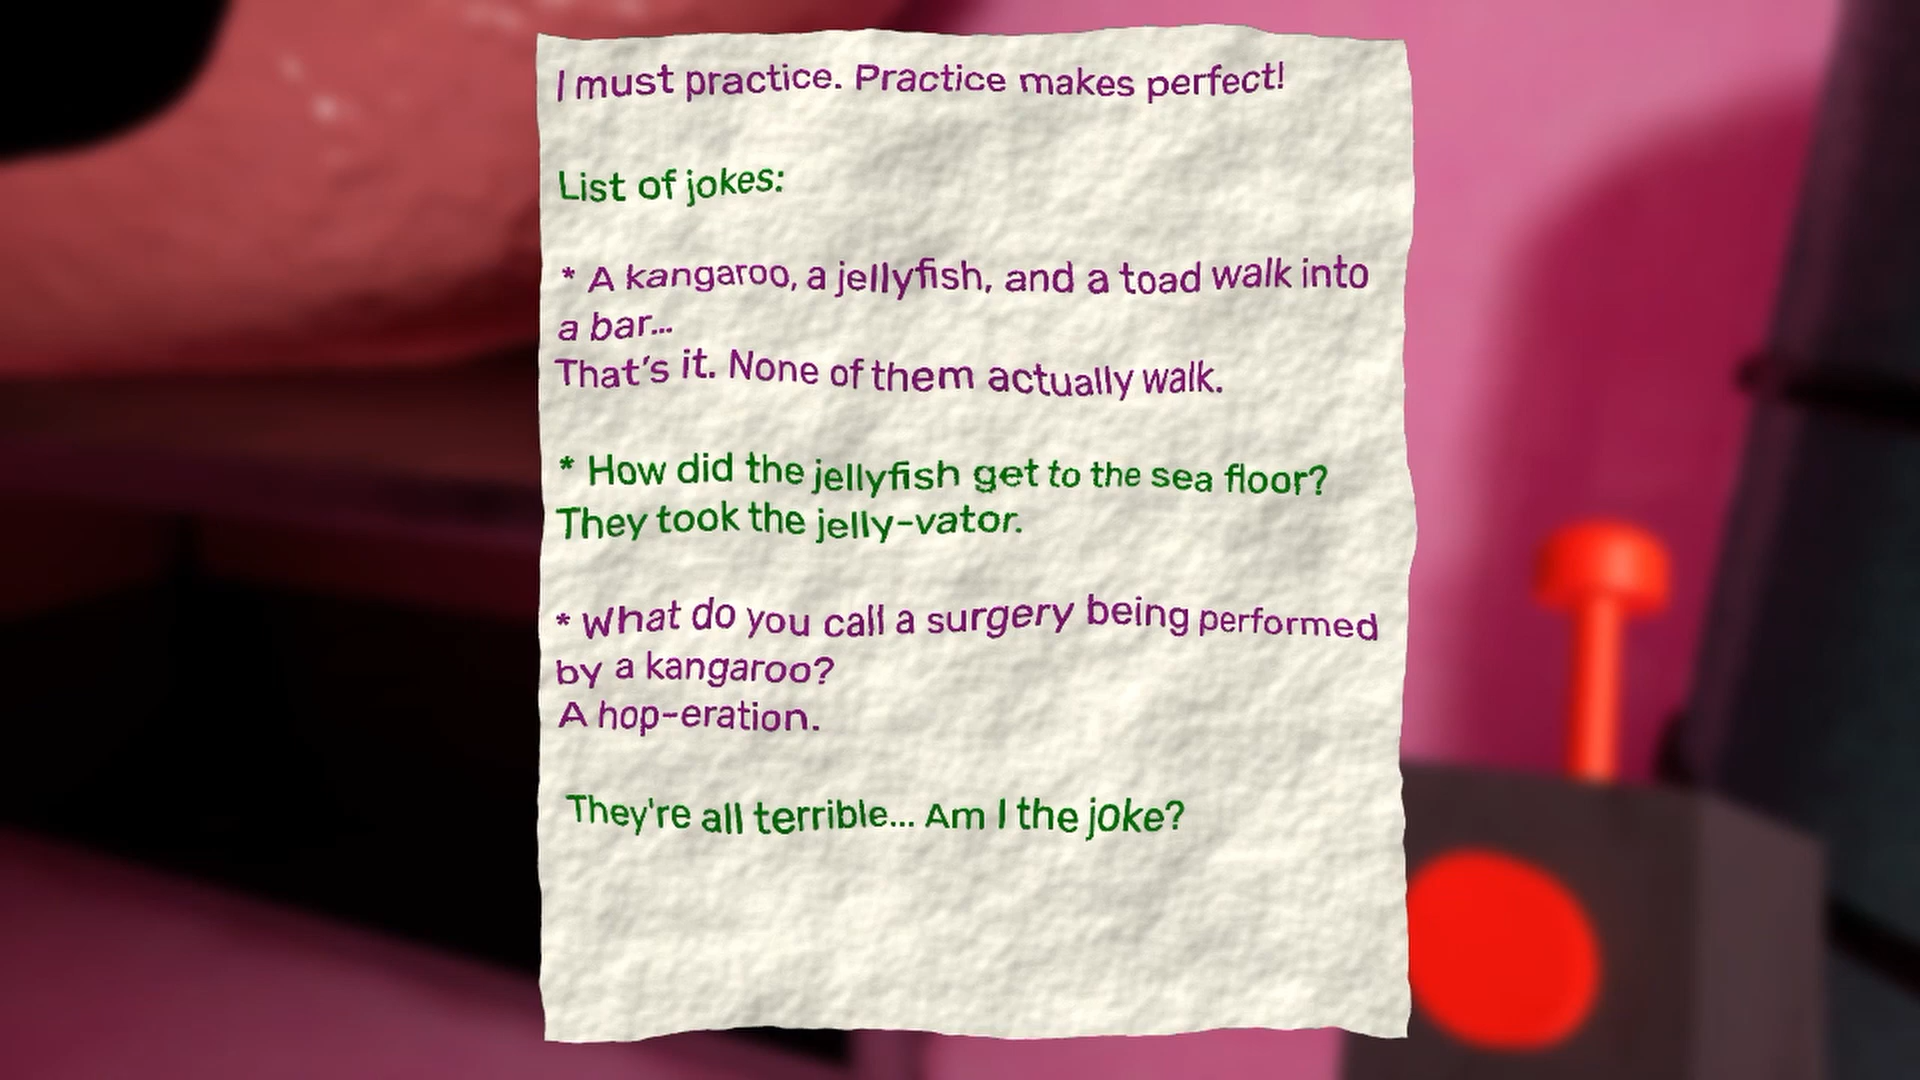 I must practice. Practice makes perfect!
List of jokes:
* A kangaroo, a jellyfish, and a toad walk into
a bar...
That's it. None of them actually walk.
* How did the jellyfish get to the sea floor?
They took the jelly-vator.
* What do you call a surgery being performed
by a kangaroo?
A hop-eration.
They're all terrible... Am I the joke?